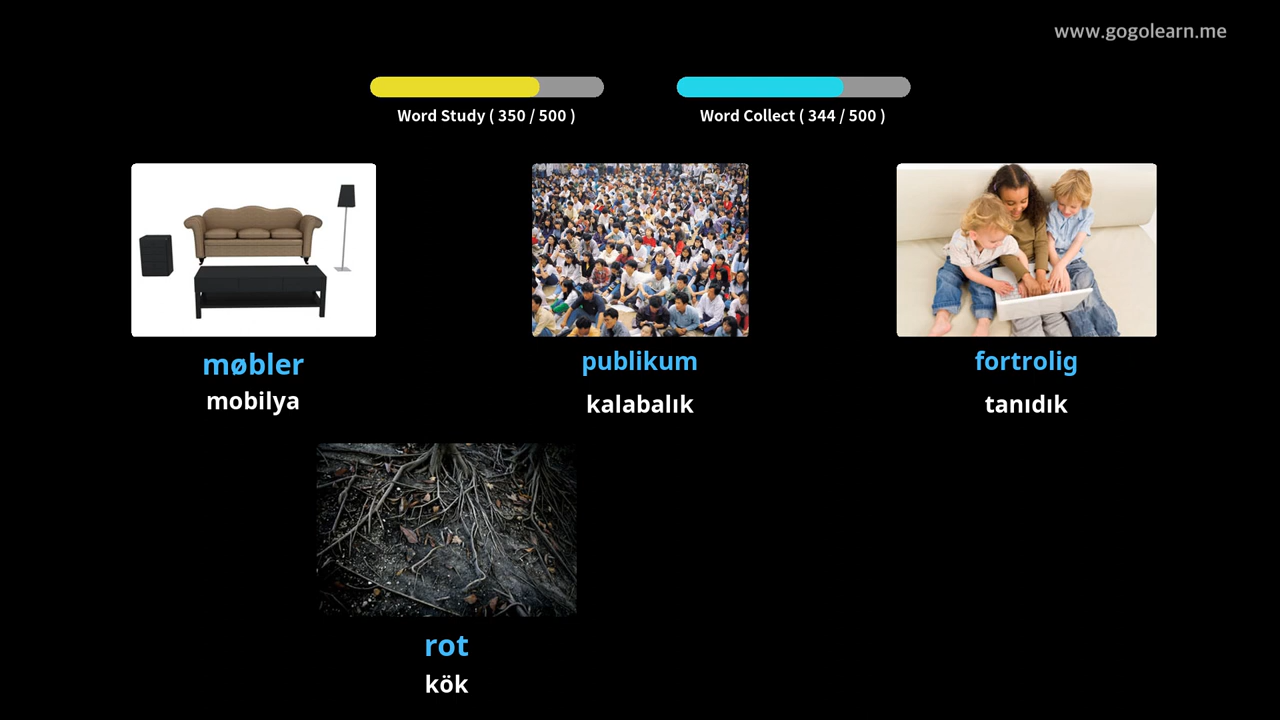 www.gogolearn.me
Word Study ( 350 / 500 )
Word Collect ( 344 / 500 )
møbler
mobilya
publikum
kalabalık
fortrolig
tanıdık
rot
kök